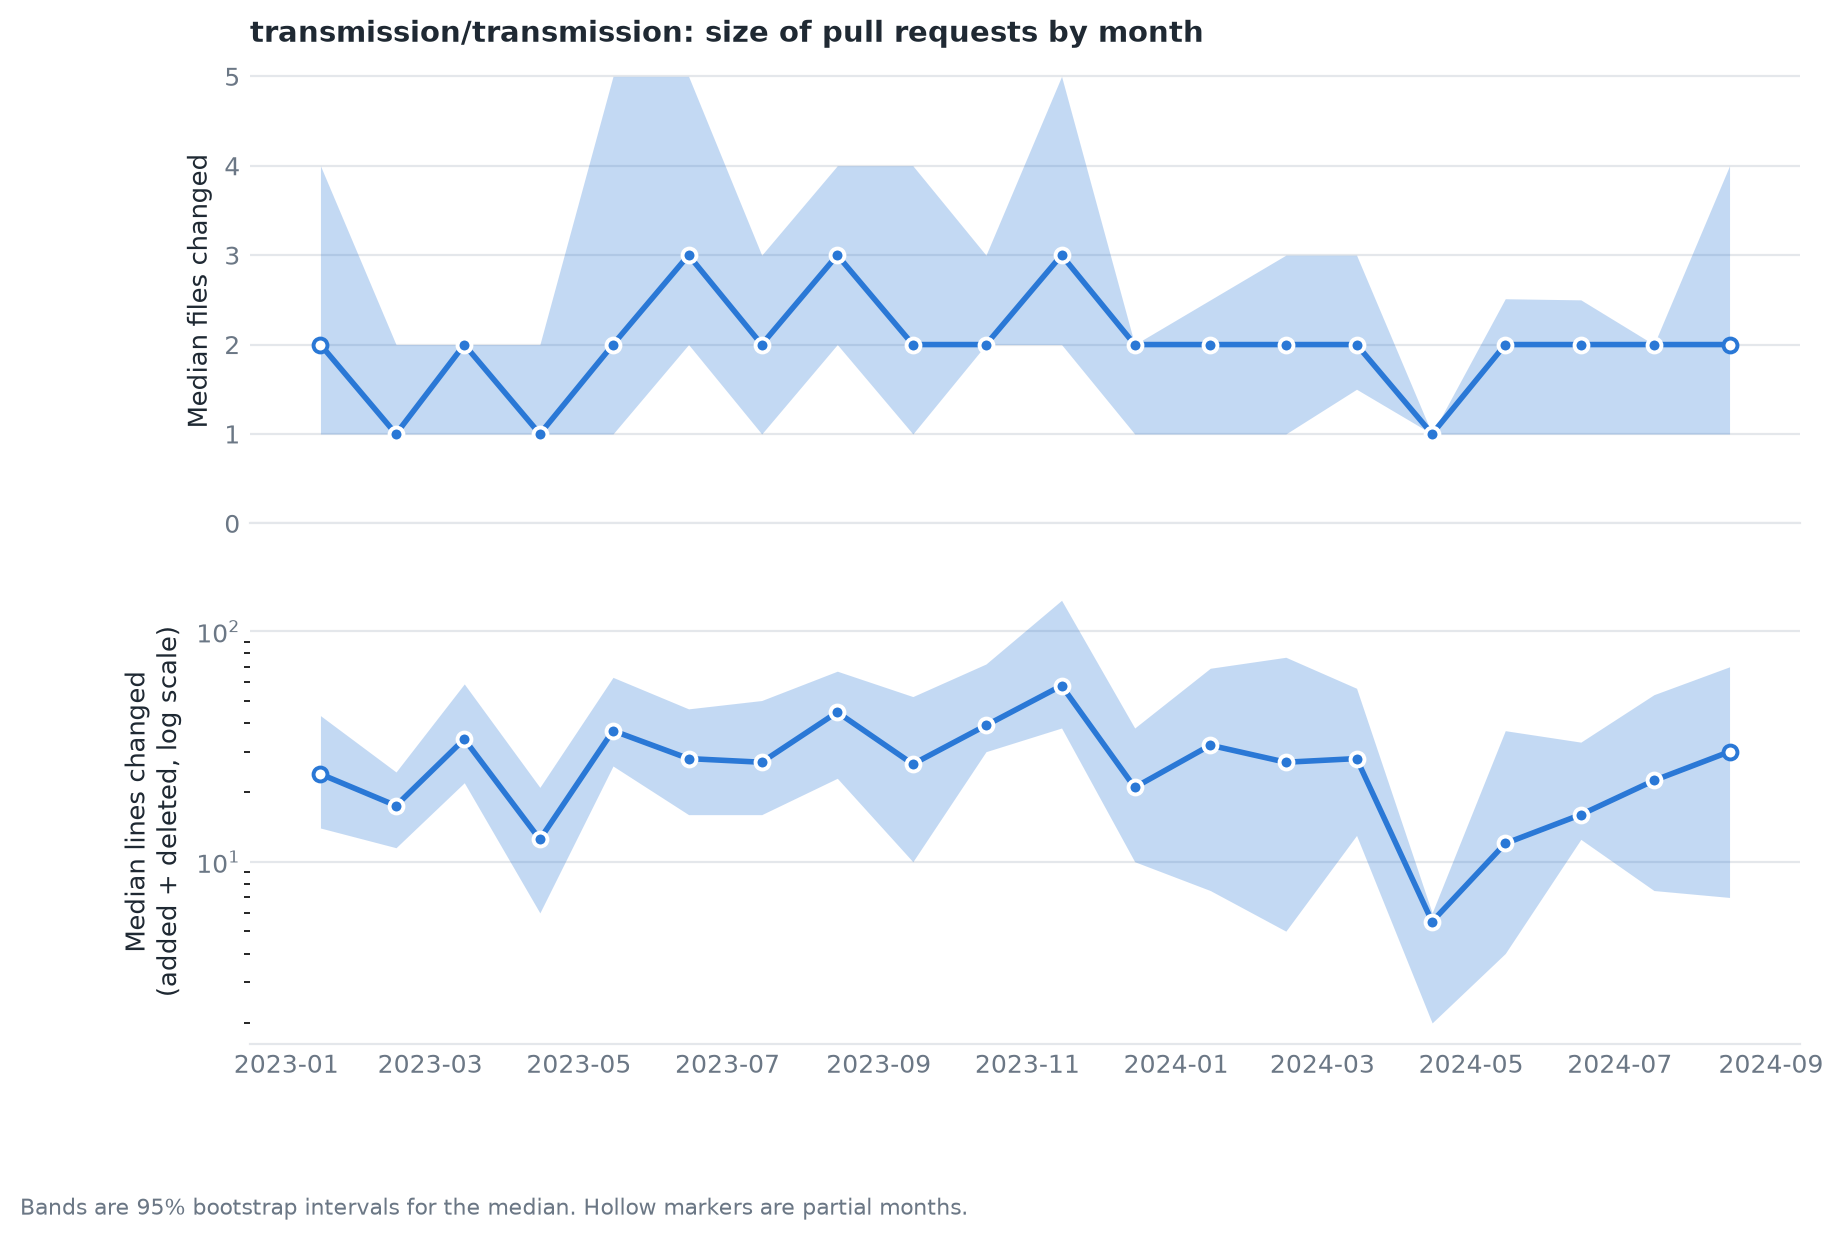 transmission/transmission: size of pull requests by month
Median files changed
5
4
3
2
1
0
Median lines changed
(added + deleted, log scale)
10²
10¹
2023-01 2023-03 2023-05 2023-07 2023-09 2023-11 2024-01 2024-03 2024-05 2024-07 2024-09
Bands are 95% bootstrap intervals for the median. Hollow markers are partial months.